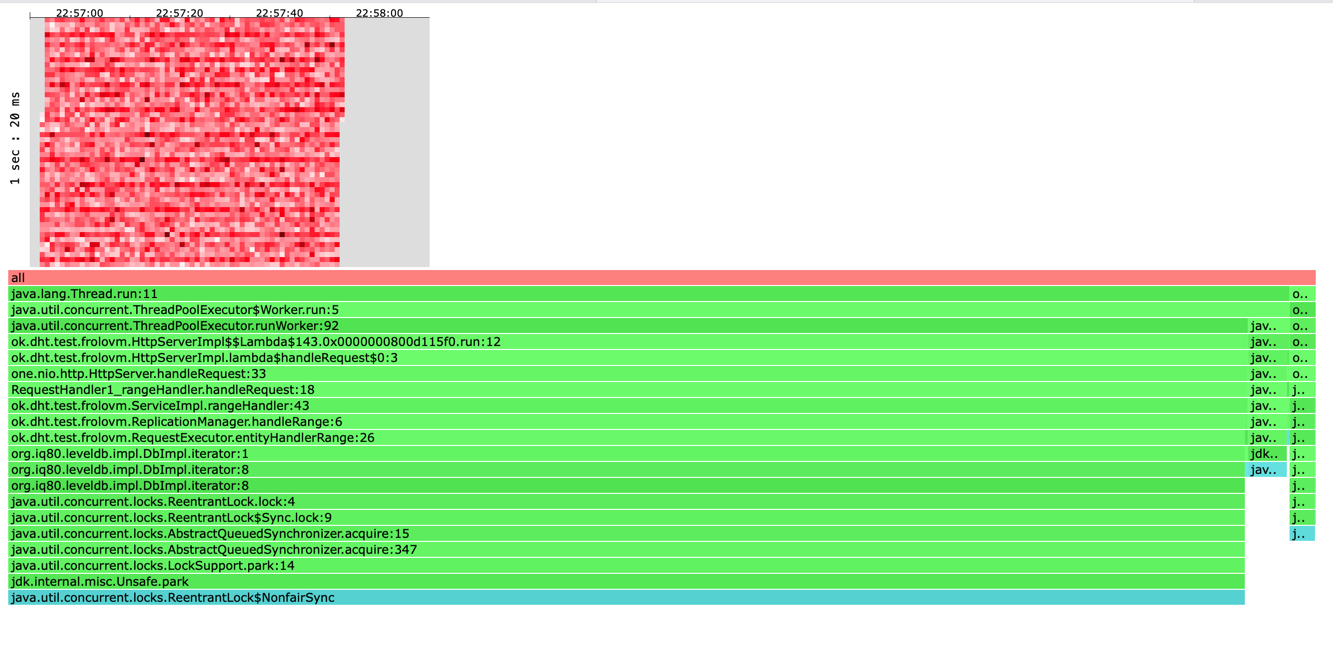 22:57:00 22:57:20 22:57:40 22:58:00
1 sec : 20 ms
all
java.lang.Thread.run:11 o..
java.util.concurrent.ThreadPoolExecutor$Worker.run:5 o..
java.util.concurrent.ThreadPoolExecutor.runWorker:92 jav.. o..
ok.dht.test.frolovm.HttpServerImpl$$Lambda$143.0x0000000800d115f0.run:12 jav.. o..
ok.dht.test.frolovm.HttpServerImpl.lambda$handleRequest$0:3 jav.. o..
one.nio.http.HttpServer.handleRequest:33 jav.. o..
RequestHandler1_rangeHandler.handleRequest:18 jav.. j..
ok.dht.test.frolovm.ServiceImpl.rangeHandler:43 jav.. j..
ok.dht.test.frolovm.ReplicationManager.handleRange:6 jav.. j..
ok.dht.test.frolovm.RequestExecutor.entityHandlerRange:26 jav.. j..
org.iq80.leveldb.impl.DbImpl.iterator:1 jdk.. j..
org.iq80.leveldb.impl.DbImpl.iterator:8 jav.. j..
org.iq80.leveldb.impl.DbImpl.iterator:8 j..
java.util.concurrent.locks.ReentrantLock.lock:4 j..
java.util.concurrent.locks.ReentrantLock$Sync.lock:9 j..
java.util.concurrent.locks.AbstractQueuedSynchronizer.acquire:15 j..
java.util.concurrent.locks.AbstractQueuedSynchronizer.acquire:347
java.util.concurrent.locks.LockSupport.park:14
jdk.internal.misc.Unsafe.park
java.util.concurrent.locks.ReentrantLock$NonfairSync